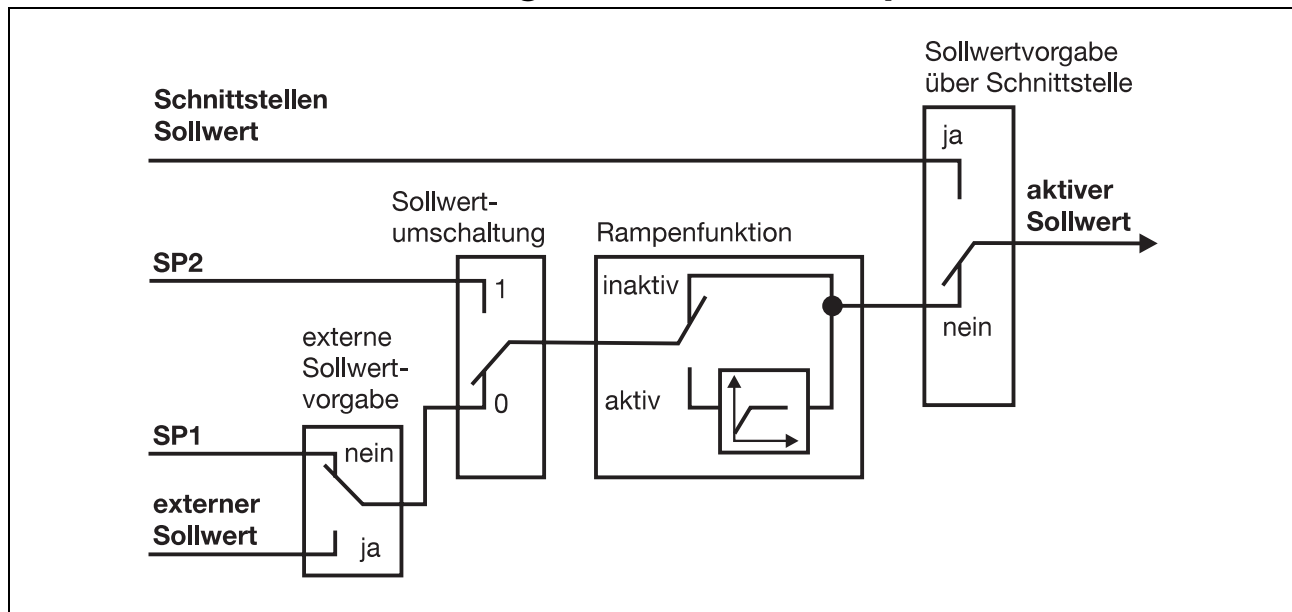 Sollwertvorgabe
über Schnittstelle
Schnittstellen
Sollwert
ja
aktiver
Sollwert
Sollwert-
umschaltung
Rampenfunktion
SP2
1
inaktiv
nein
externe
Sollwert-
vorgabe
0
aktiv
SP1
nein
externer
Sollwert
ja